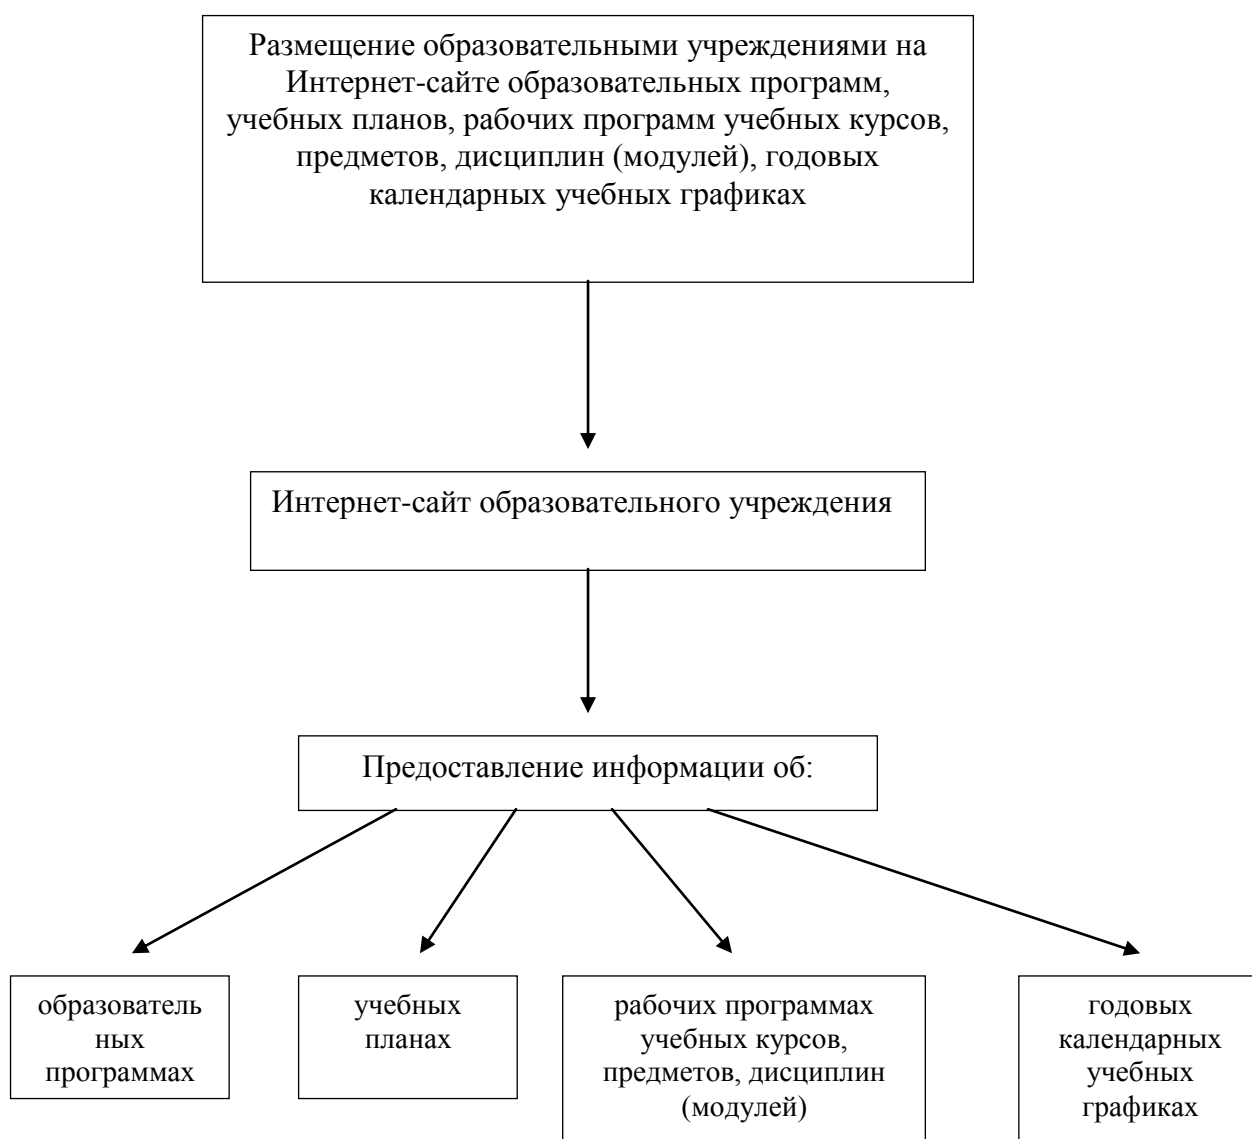 Размещение образовательными учреждениями на
Интернет-сайте образовательных программ,
учебных планов, рабочих программ учебных курсов,
предметов, дисциплин (модулей), годовых
календарных учебных графиках
Интернет-сайт образовательного учреждения
Предоставление информации об:
образователь
ных
программах
учебных
планах
рабочих программах
учебных курсов,
предметов, дисциплин
(модулей)
годовых
календарных
учебных
графиках